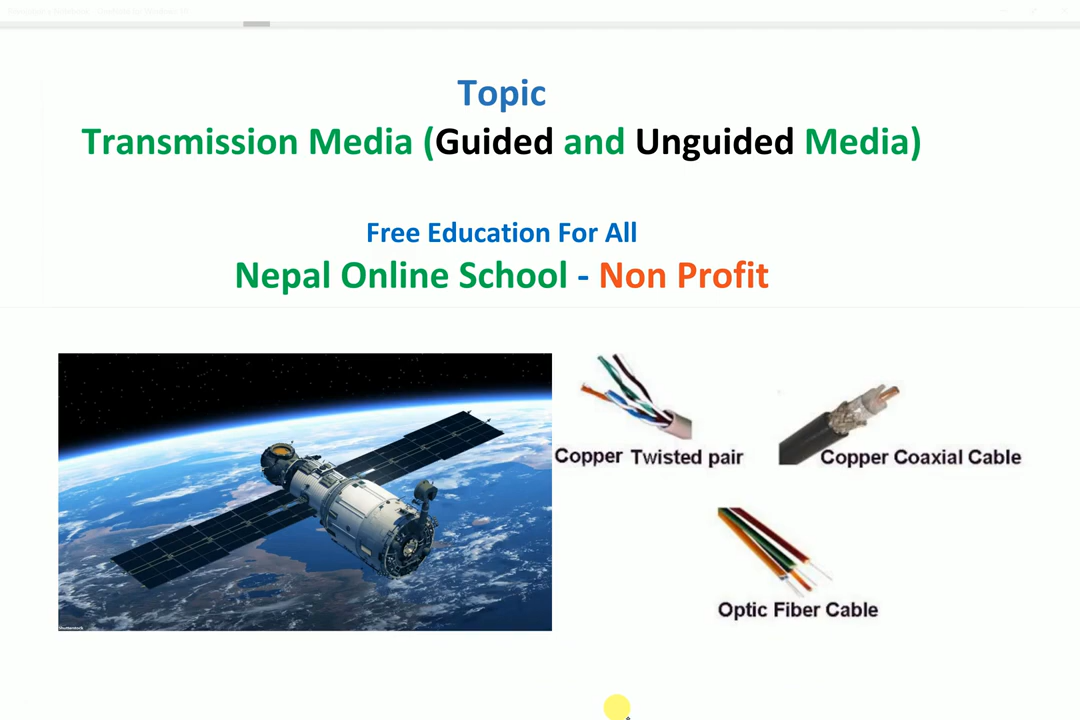 Topic
Transmission Media (Guided and Unguided Media)
Free Education For All
Nepal Online School - Non Profit
Copper Twisted pair
Copper Coaxial Cable
Optic Fiber Cable